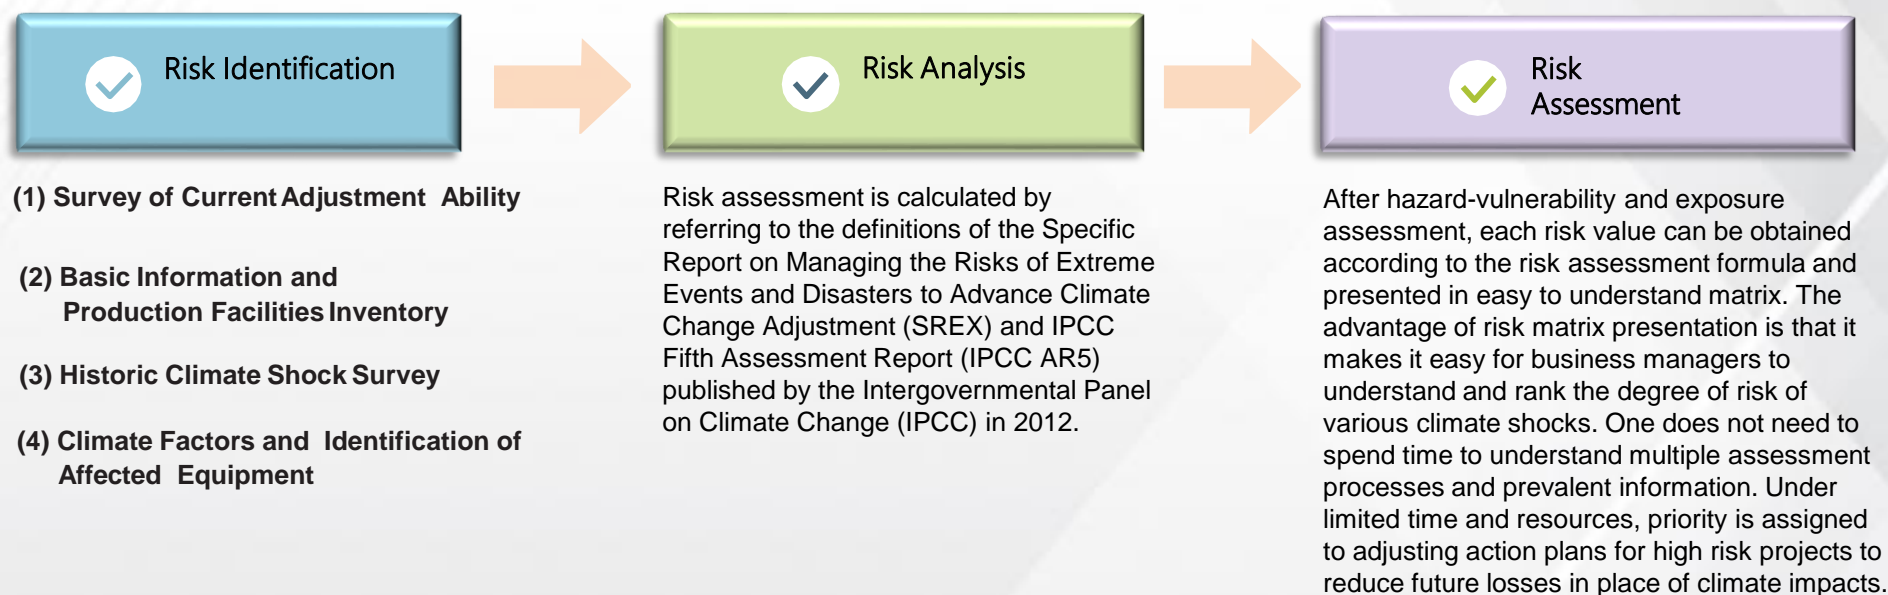 Risk Identification
(1) Survey of Current Adjustment Ability
(2) Basic Information and
Production Facilities Inventory
(3) Historic Climate Shock Survey
(4) Climate Factors and Identification of
Affected Equipment
Risk Analysis
Risk assessment is calculated by
referring to the definitions of the Specific
Report on Managing the Risks of Extreme
Events and Disasters to Advance Climate
Change Adjustment (SREX) and IPCC
Fifth Assessment Report (IPCC AR5)
published by the Intergovernmental Panel
on Climate Change (IPCC) in 2012.
Risk
Assessment
After hazard-vulnerability and exposure
assessment, each risk value can be obtained
according to the risk assessment formula and
presented in easy to understand matrix. The
advantage of risk matrix presentation is that it
makes it easy for business managers to
understand and rank the degree of risk of
various climate shocks. One does not need to
spend time to understand multiple assessment
processes and prevalent information. Under
limited time and resources, priority is assigned
to adjusting action plans for high risk projects to
reduce future losses in place of climate impacts.